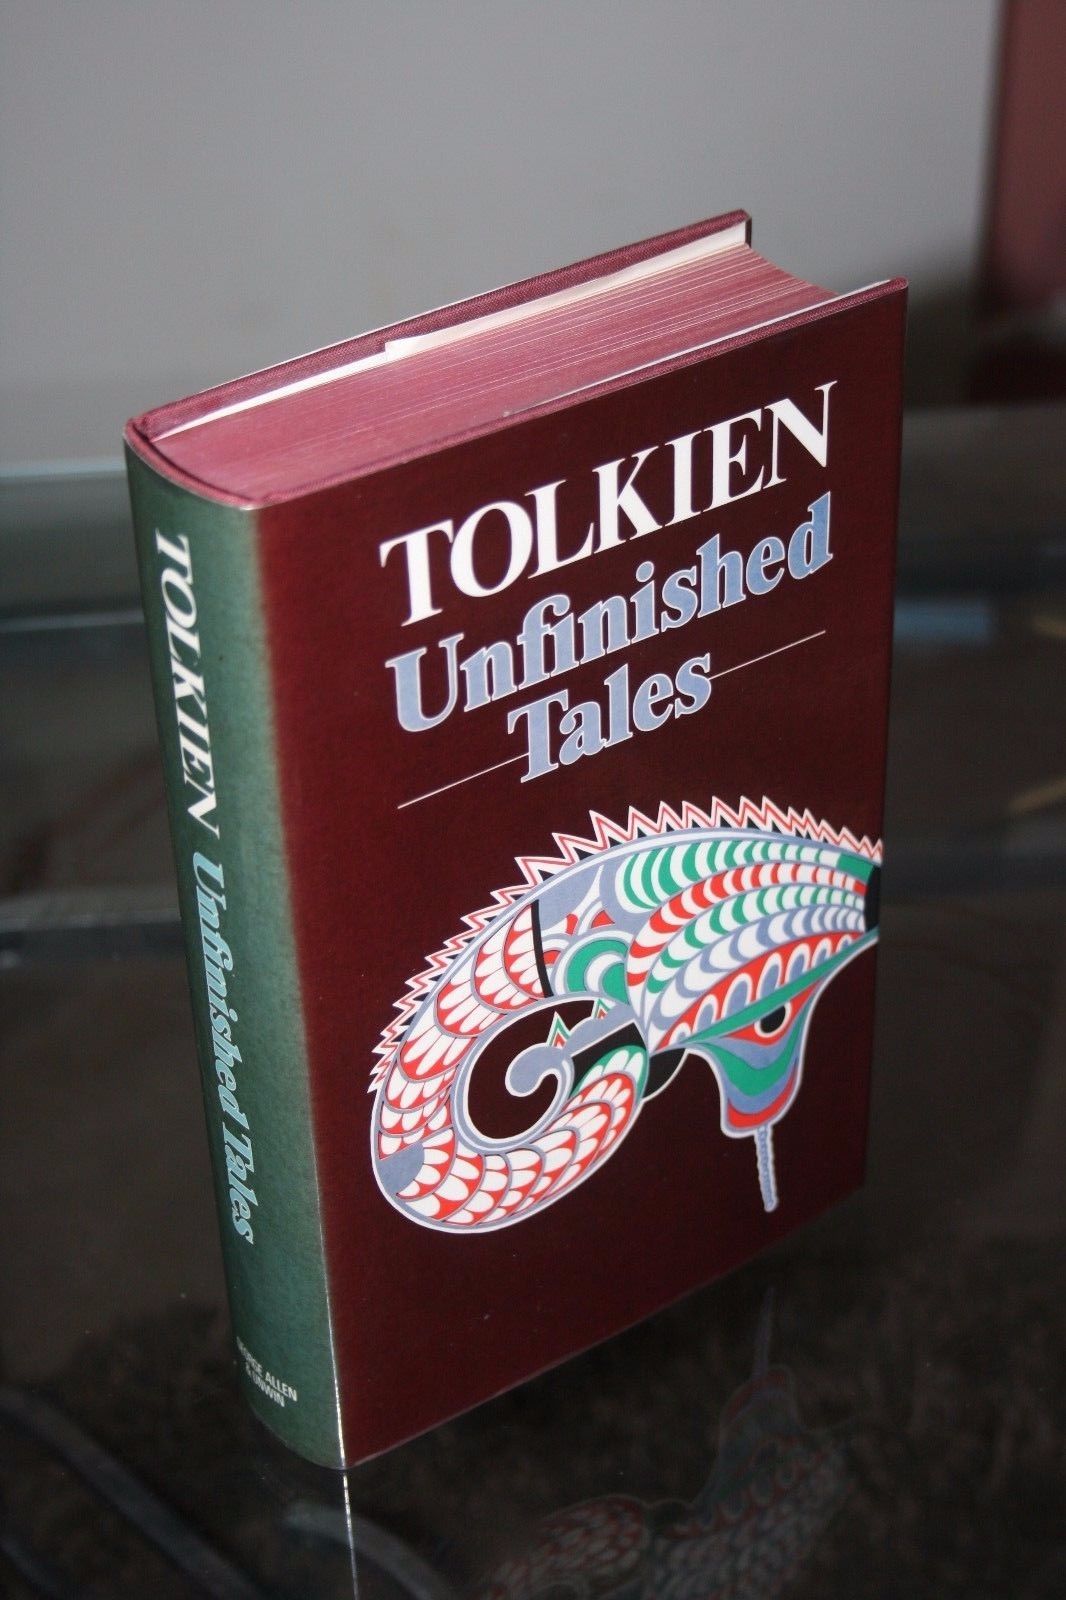 TOLKIEN
Unfinished
Tales
TOLKIEN Unfinished Tales
GEORGE ALLEN
& UNWIN